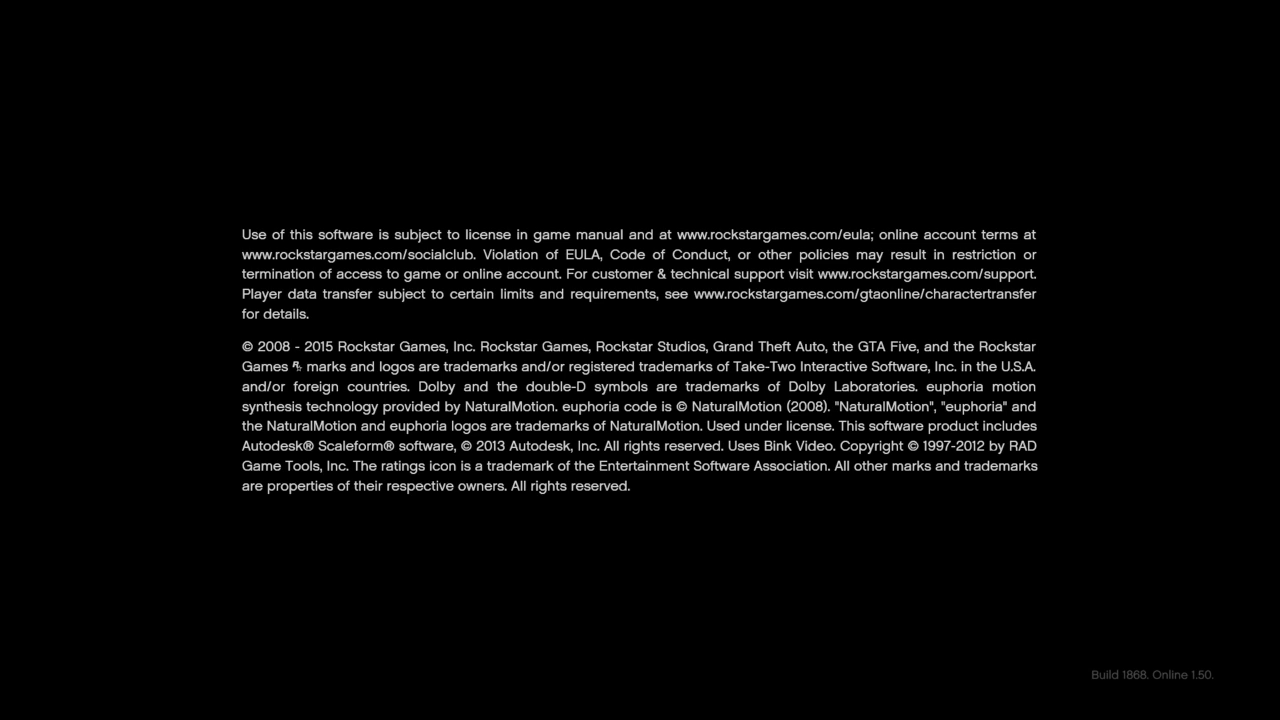 Use of this software is subject to license in game manual and at www.rockstargames.com/eula; online account terms at
www.rockstargames.com/socialclub. Violation of EULA, Code of Conduct, or other policies may result in restriction or
termination of access to game or online account. For customer & technical support visit www.rockstargames.com/support.
Player data transfer subject to certain limits and requirements, see www.rockstargames.com/gtaonline/charactertransfer
for details.
© 2008 - 2015 Rockstar Games, Inc. Rockstar Games, Rockstar Studios, Grand Theft Auto, the GTA Five, and the Rockstar
Games R* marks and logos are trademarks and/or registered trademarks of Take-Two Interactive Software, Inc. in the U.S.A.
and/or foreign countries. Dolby and the double-D symbols are trademarks of Dolby Laboratories. euphoria motion
synthesis technology provided by NaturalMotion. euphoria code is © NaturalMotion (2008). "NaturalMotion", "euphoria" and
the NaturalMotion and euphoria logos are trademarks of NaturalMotion. Used under license. This software product includes
Autodesk® Scaleform® software, © 2013 Autodesk, Inc. All rights reserved. Uses Bink Video. Copyright © 1997-2012 by RAD
Game Tools, Inc. The ratings icon is a trademark of the Entertainment Software Association. All other marks and trademarks
are properties of their respective owners. All rights reserved.
Build 1868. Online 1.50.